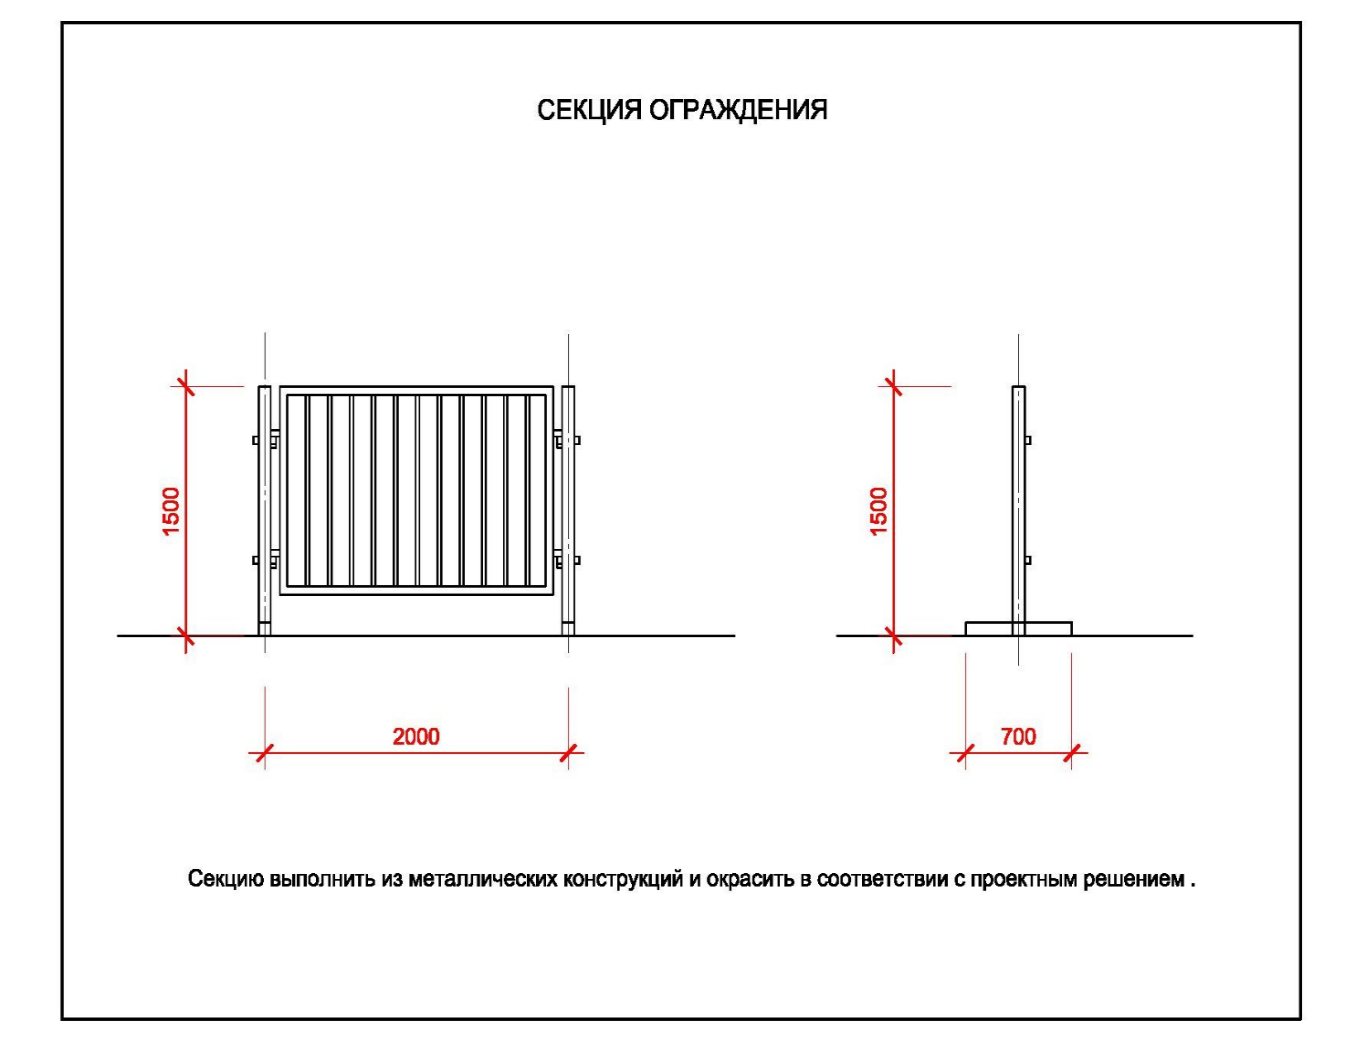 СЕКЦИЯ ОГРАЖДЕНИЯ
1500
1500
2000
700
Секцию выполнить из металлических конструкций и окрасить в соответствии с проектным решением .